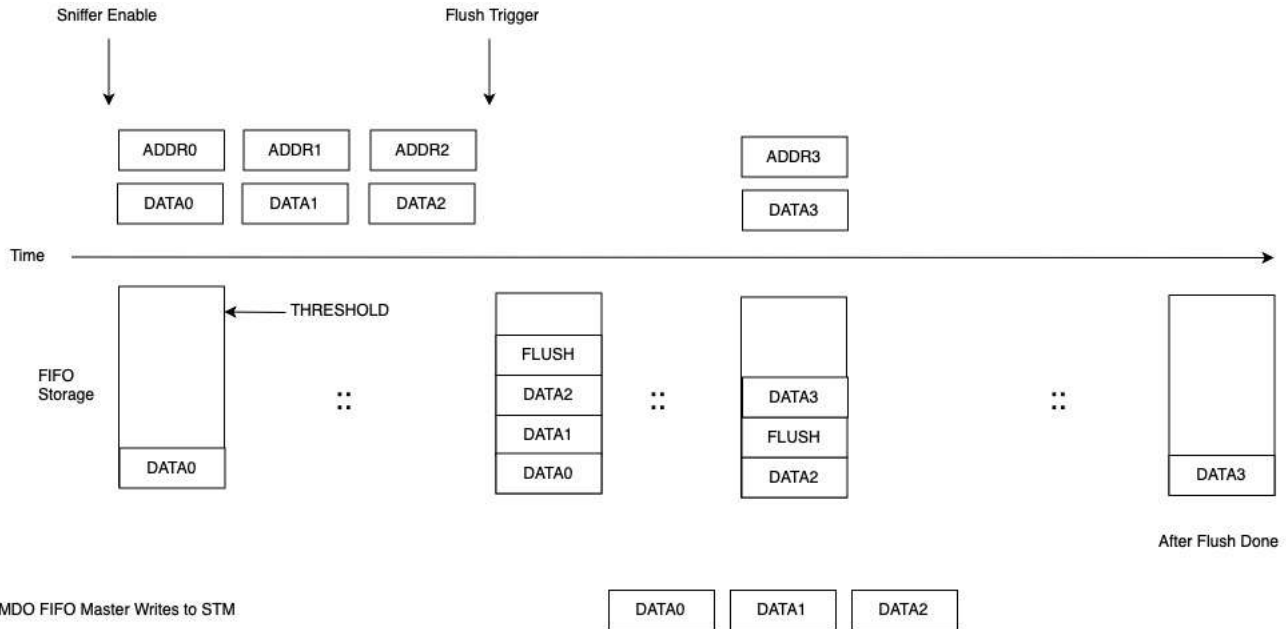 Sniffer Enable
Flush Trigger
ADDR0
ADDR1
ADDR2
ADDR3
DATA0
DATA1
DATA2
DATA3
Time
THRESHOLD
FIFO
Storage
DATA0
::
FLUSH
DATA2
DATA1
DATA0
::
DATA3
FLUSH
DATA2
::
DATA3
After Flush Done
MDO FIFO Master Writes to STM
DATA0
DATA1
DATA2